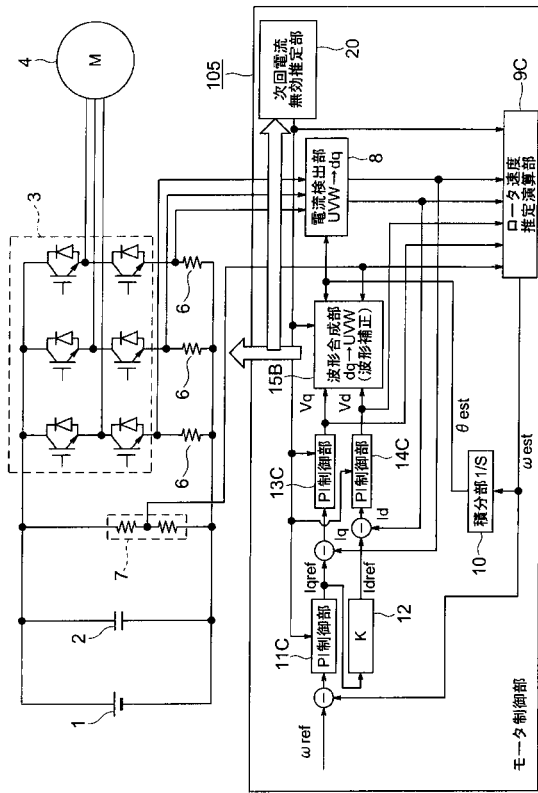 1
2
7
3
6
6
6
4
M
105
次回電流
無効推定部
20
電流検出部
UVW→dq
8
15B
波形合成部
dq→UVW
(波形補正)
Vq
Vd
13C
PI制御部
14C
PI制御部
Iq
Id
Iqref
Idref
11C
PI制御部
K
12
ωref
θest
10
積分部1/S
ωest
9C
ロータ速度
推定演算部
モータ制御部